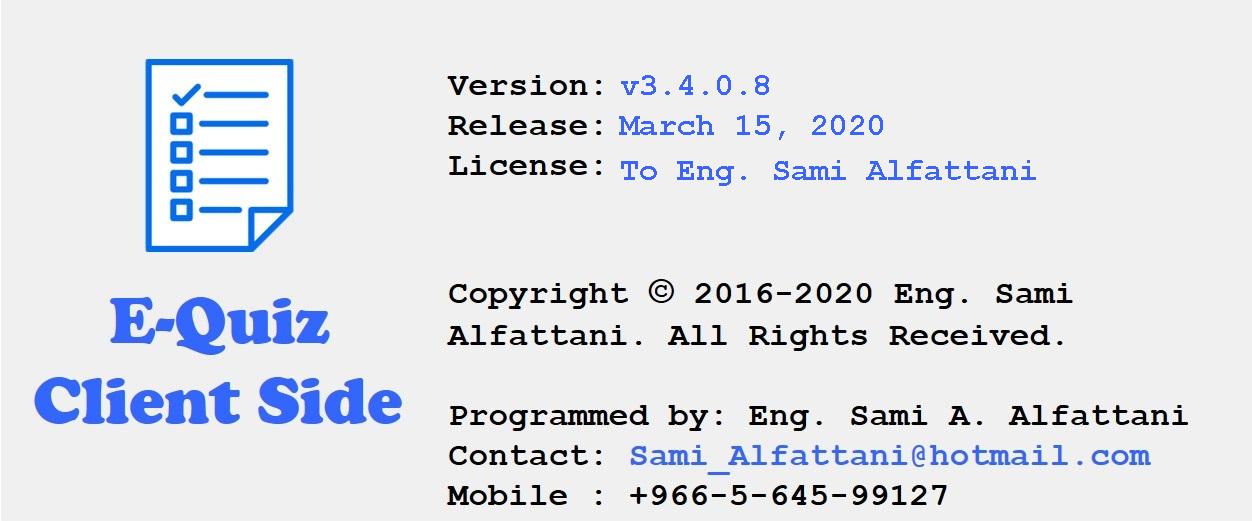 E-Quiz
Client Side
Version: v3.4.0.8
Release: March 15, 2020
License: To Eng. Sami Alfattani
Copyright © 2016-2020 Eng. Sami
Alfattani. All Rights Received.
Programmed by: Eng. Sami A. Alfattani
Contact: Sami_Alfattani@hotmail.com
Mobile : +966-5-645-99127